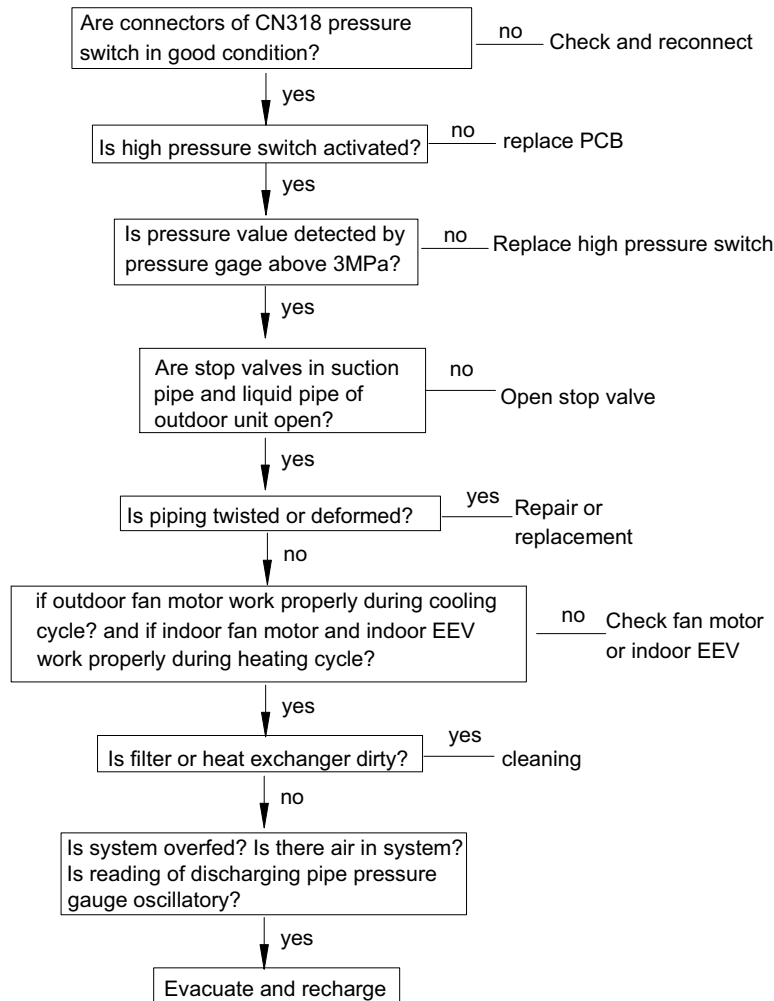 Are connectors of CN318 pressure
switch in good condition?
no
Check and reconnect
yes
Is high pressure switch activated?
no
replace PCB
yes
Is pressure value detected by
pressure gage above 3MPa?
no
Replace high pressure switch
yes
Are stop valves in suction
pipe and liquid pipe of
outdoor unit open?
no
Open stop valve
yes
Is piping twisted or deformed?
yes
Repair or
replacement
no
if outdoor fan motor work properly during cooling
cycle? and if indoor fan motor and indoor EEV
work properly during heating cycle?
no
Check fan motor
or indoor EEV
yes
Is filter or heat exchanger dirty?
yes
cleaning
no
Is system overfed? Is there air in system?
Is reading of discharging pipe pressure
gauge oscillatory?
yes
Evacuate and recharge